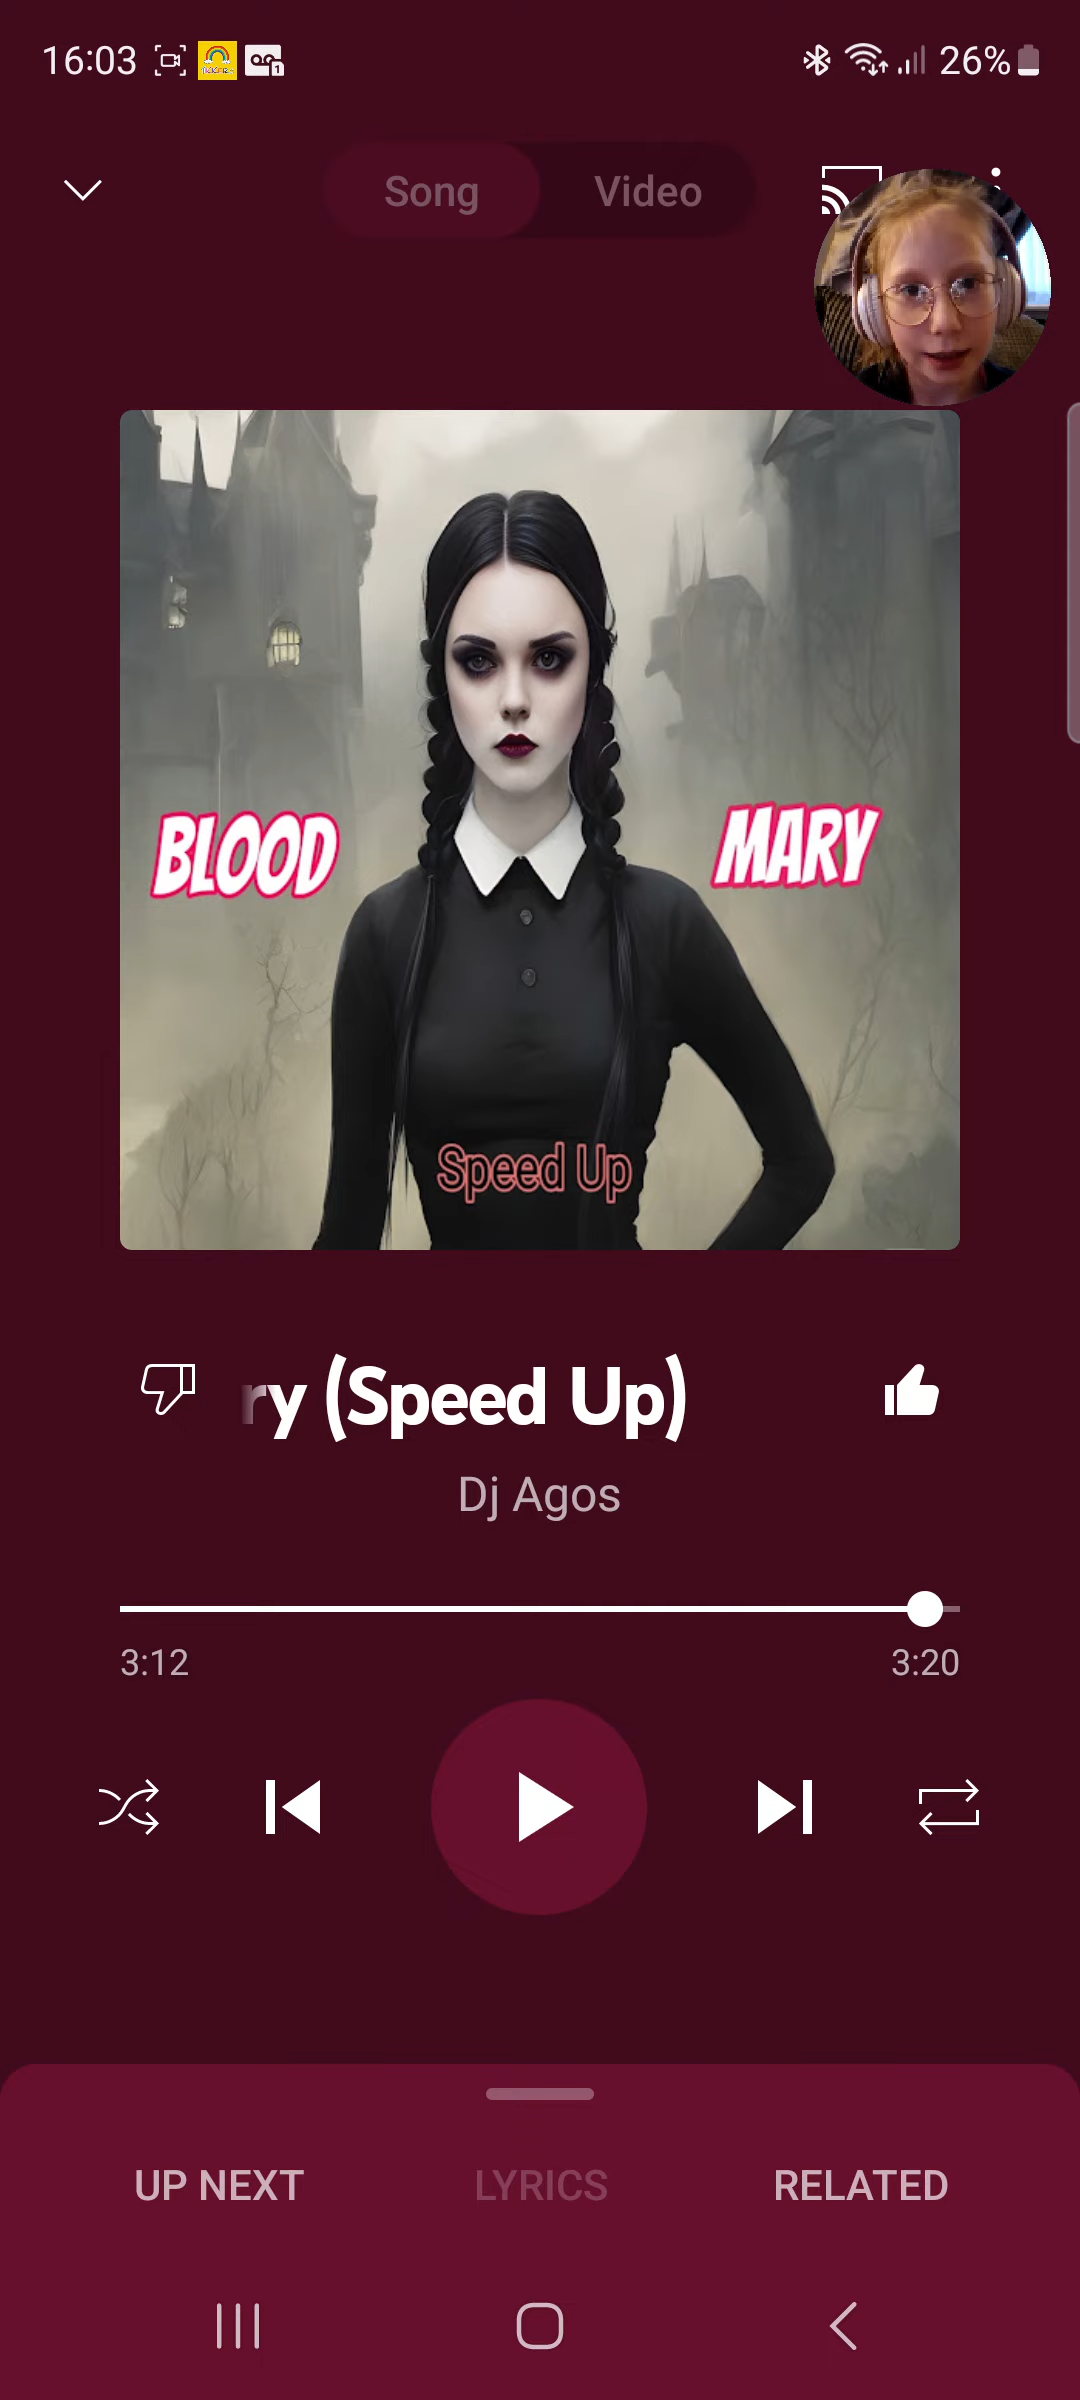 16:03
26%
Song Video
BLOOD MARY
Speed Up
ry (Speed Up)
Dj Agos
3:12 3:20
UP NEXT LYRICS RELATED